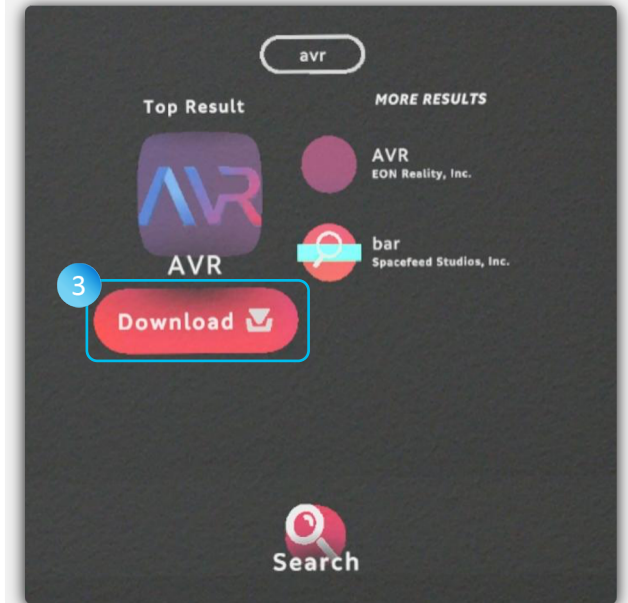 avr
Top Result
AVR
AVR
3
Download
MORE RESULTS
AVR
EON Reality, Inc.
bar
Spacefeed Studios, Inc.
Search